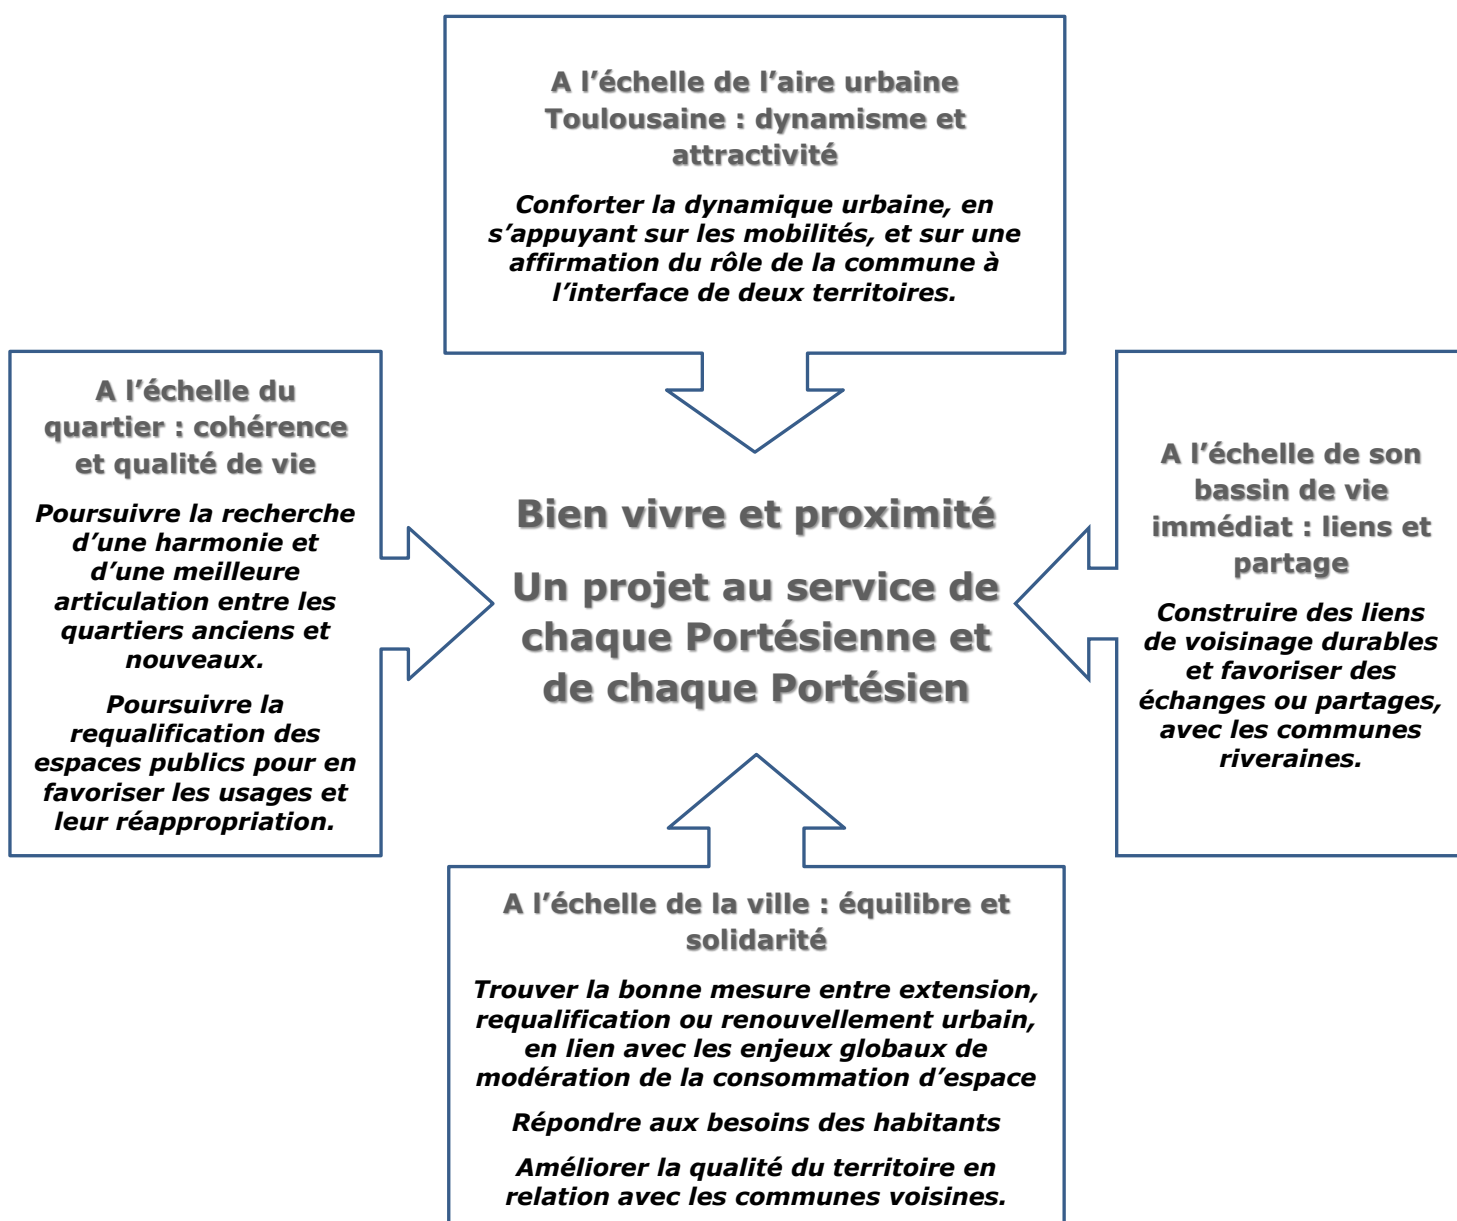 A l’échelle de l’aire urbaine
Toulousaine : dynamisme et
attractivité
Conforter la dynamique urbaine, en
s’appuyant sur les mobilités, et sur une
affirmation du rôle de la commune à
l’interface de deux territoires.
A l’échelle du
quartier : cohérence
et qualité de vie
Poursuivre la recherche
d’une harmonie et
d’une meilleure
articulation entre les
quartiers anciens et
nouveaux.
Poursuivre la
requalification des
espaces publics pour en
favoriser les usages et
leur réappropriation.
Bien vivre et proximité
Un projet au service de
chaque Portésienne et
de chaque Portésien
A l’échelle de son
bassin de vie
immédiat : liens et
partage
Construire des liens
de voisinage durables
et favoriser des
échanges ou partages,
avec les communes
riveraines.
A l’échelle de la ville : équilibre et
solidarité
Trouver la bonne mesure entre extension,
requalification ou renouvellement urbain,
en lien avec les enjeux globaux de
modération de la consommation d’espace
Répondre aux besoins des habitants
Améliorer la qualité du territoire en
relation avec les communes voisines.